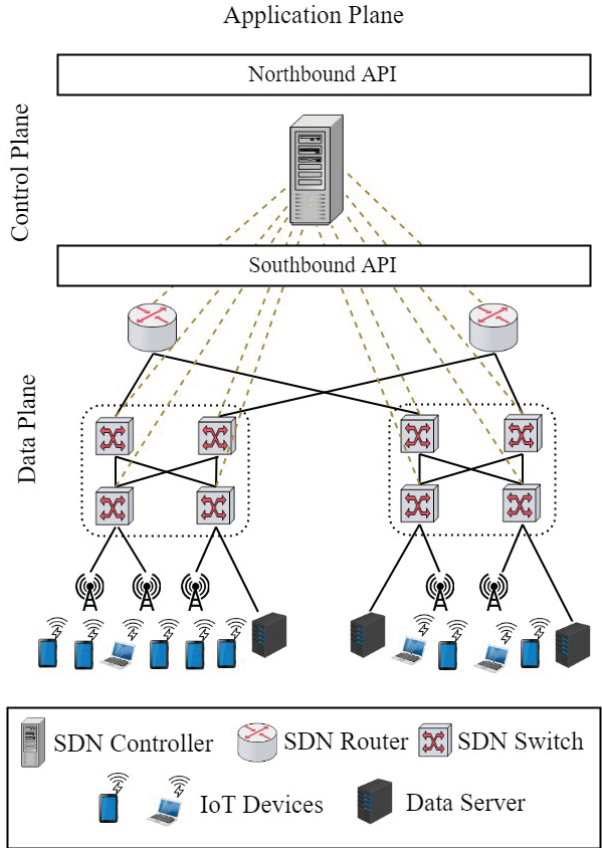 Application Plane
Northbound API
Control Plane
Southbound API
Data Plane
SDN Controller
SDN Router
SDN Switch
IoT Devices
Data Server